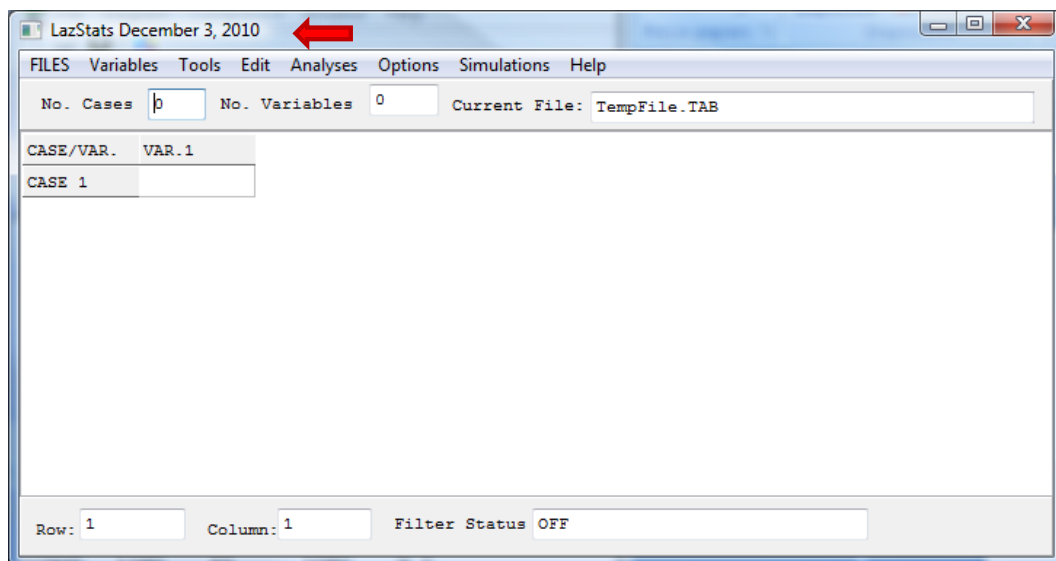 LazStats December 3, 2010
FILES Variables Tools Edit Analyses Options Simulations Help
No. Cases 0 No. Variables 0 Current File: TempFile.TAB
CASE/VAR. VAR.1
CASE 1
Row: 1 Column: 1 Filter Status OFF